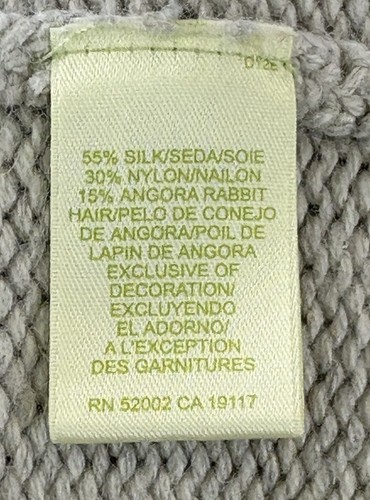 55% SILK/SEDA/SOIE
30% NYLON/NAILON
15% ANGORA RABBIT
HAIR/PELO DE CONEJO
DE ANGORA/POIL DE
LAPIN DE ANGORA
EXCLUSIVE OF
DECORATION/
EXCLUYENDO
EL ADORNO/
A L'EXCEPTION
DES GARNITURES
RN 52002 CA 19117